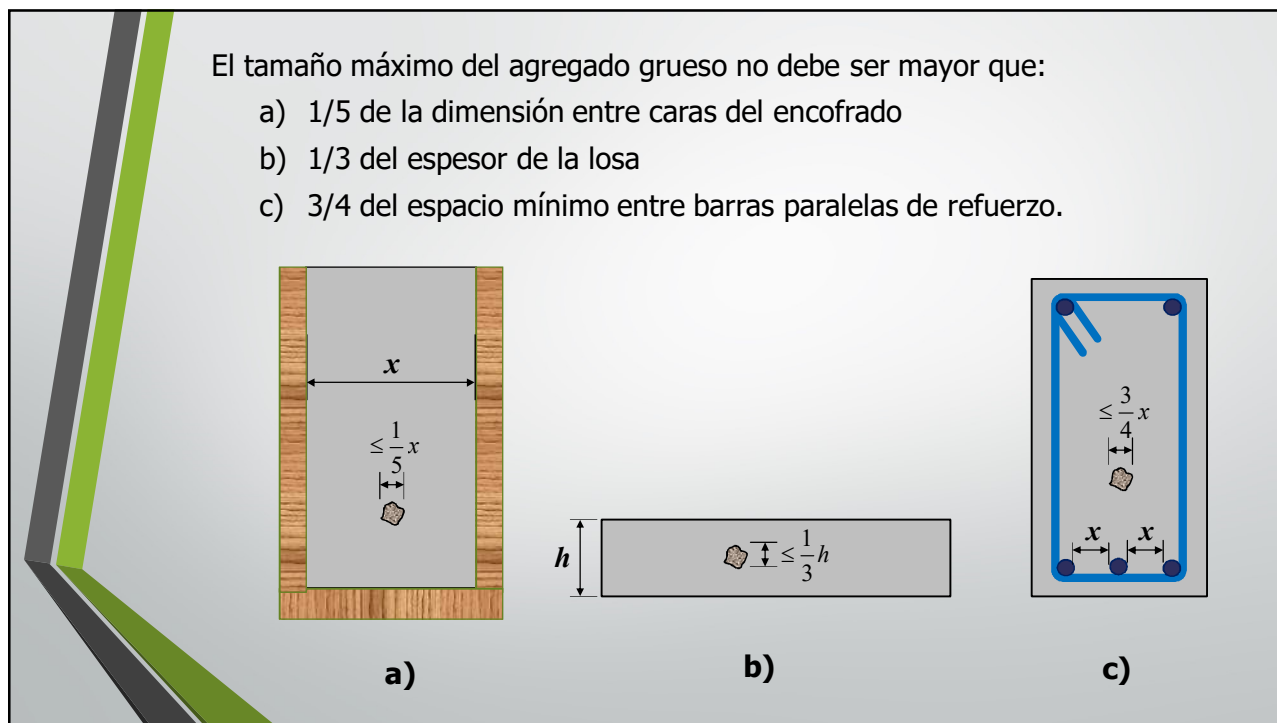 El tamaño máximo del agregado grueso no debe ser mayor que:
a) 1/5 de la dimensión entre caras del encofrado
b) 1/3 del espesor de la losa
c) 3/4 del espacio mínimo entre barras paralelas de refuerzo.
x
≤ 1/5 x
a)
h
≤ 1/3 h
b)
≤ 3/4 x
x x
c)